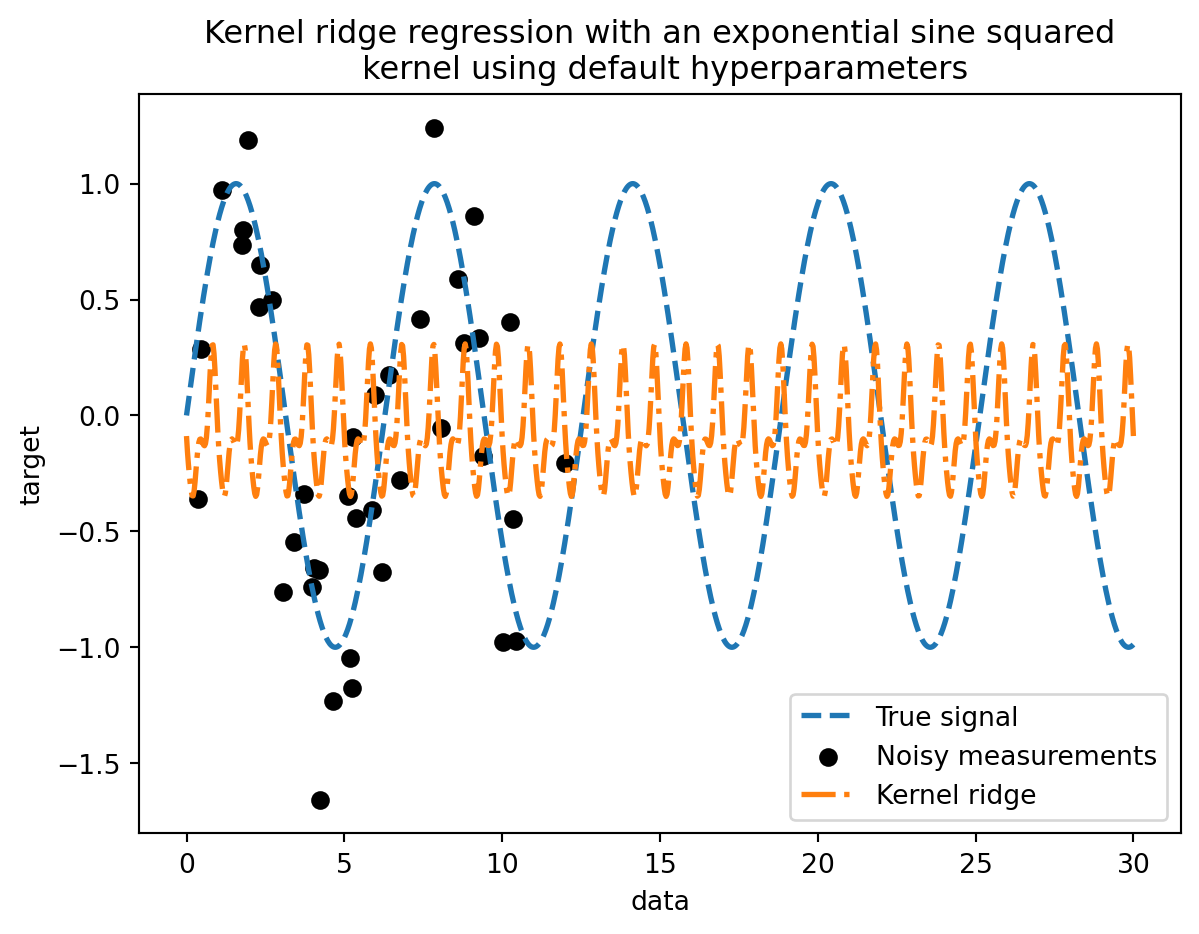 Kernel ridge regression with an exponential sine squared
kernel using default hyperparameters
1.0
0.5
0.0
−0.5
−1.0
−1.5
target
0 5 10 15 20 25 30
data
True signal
Noisy measurements
Kernel ridge